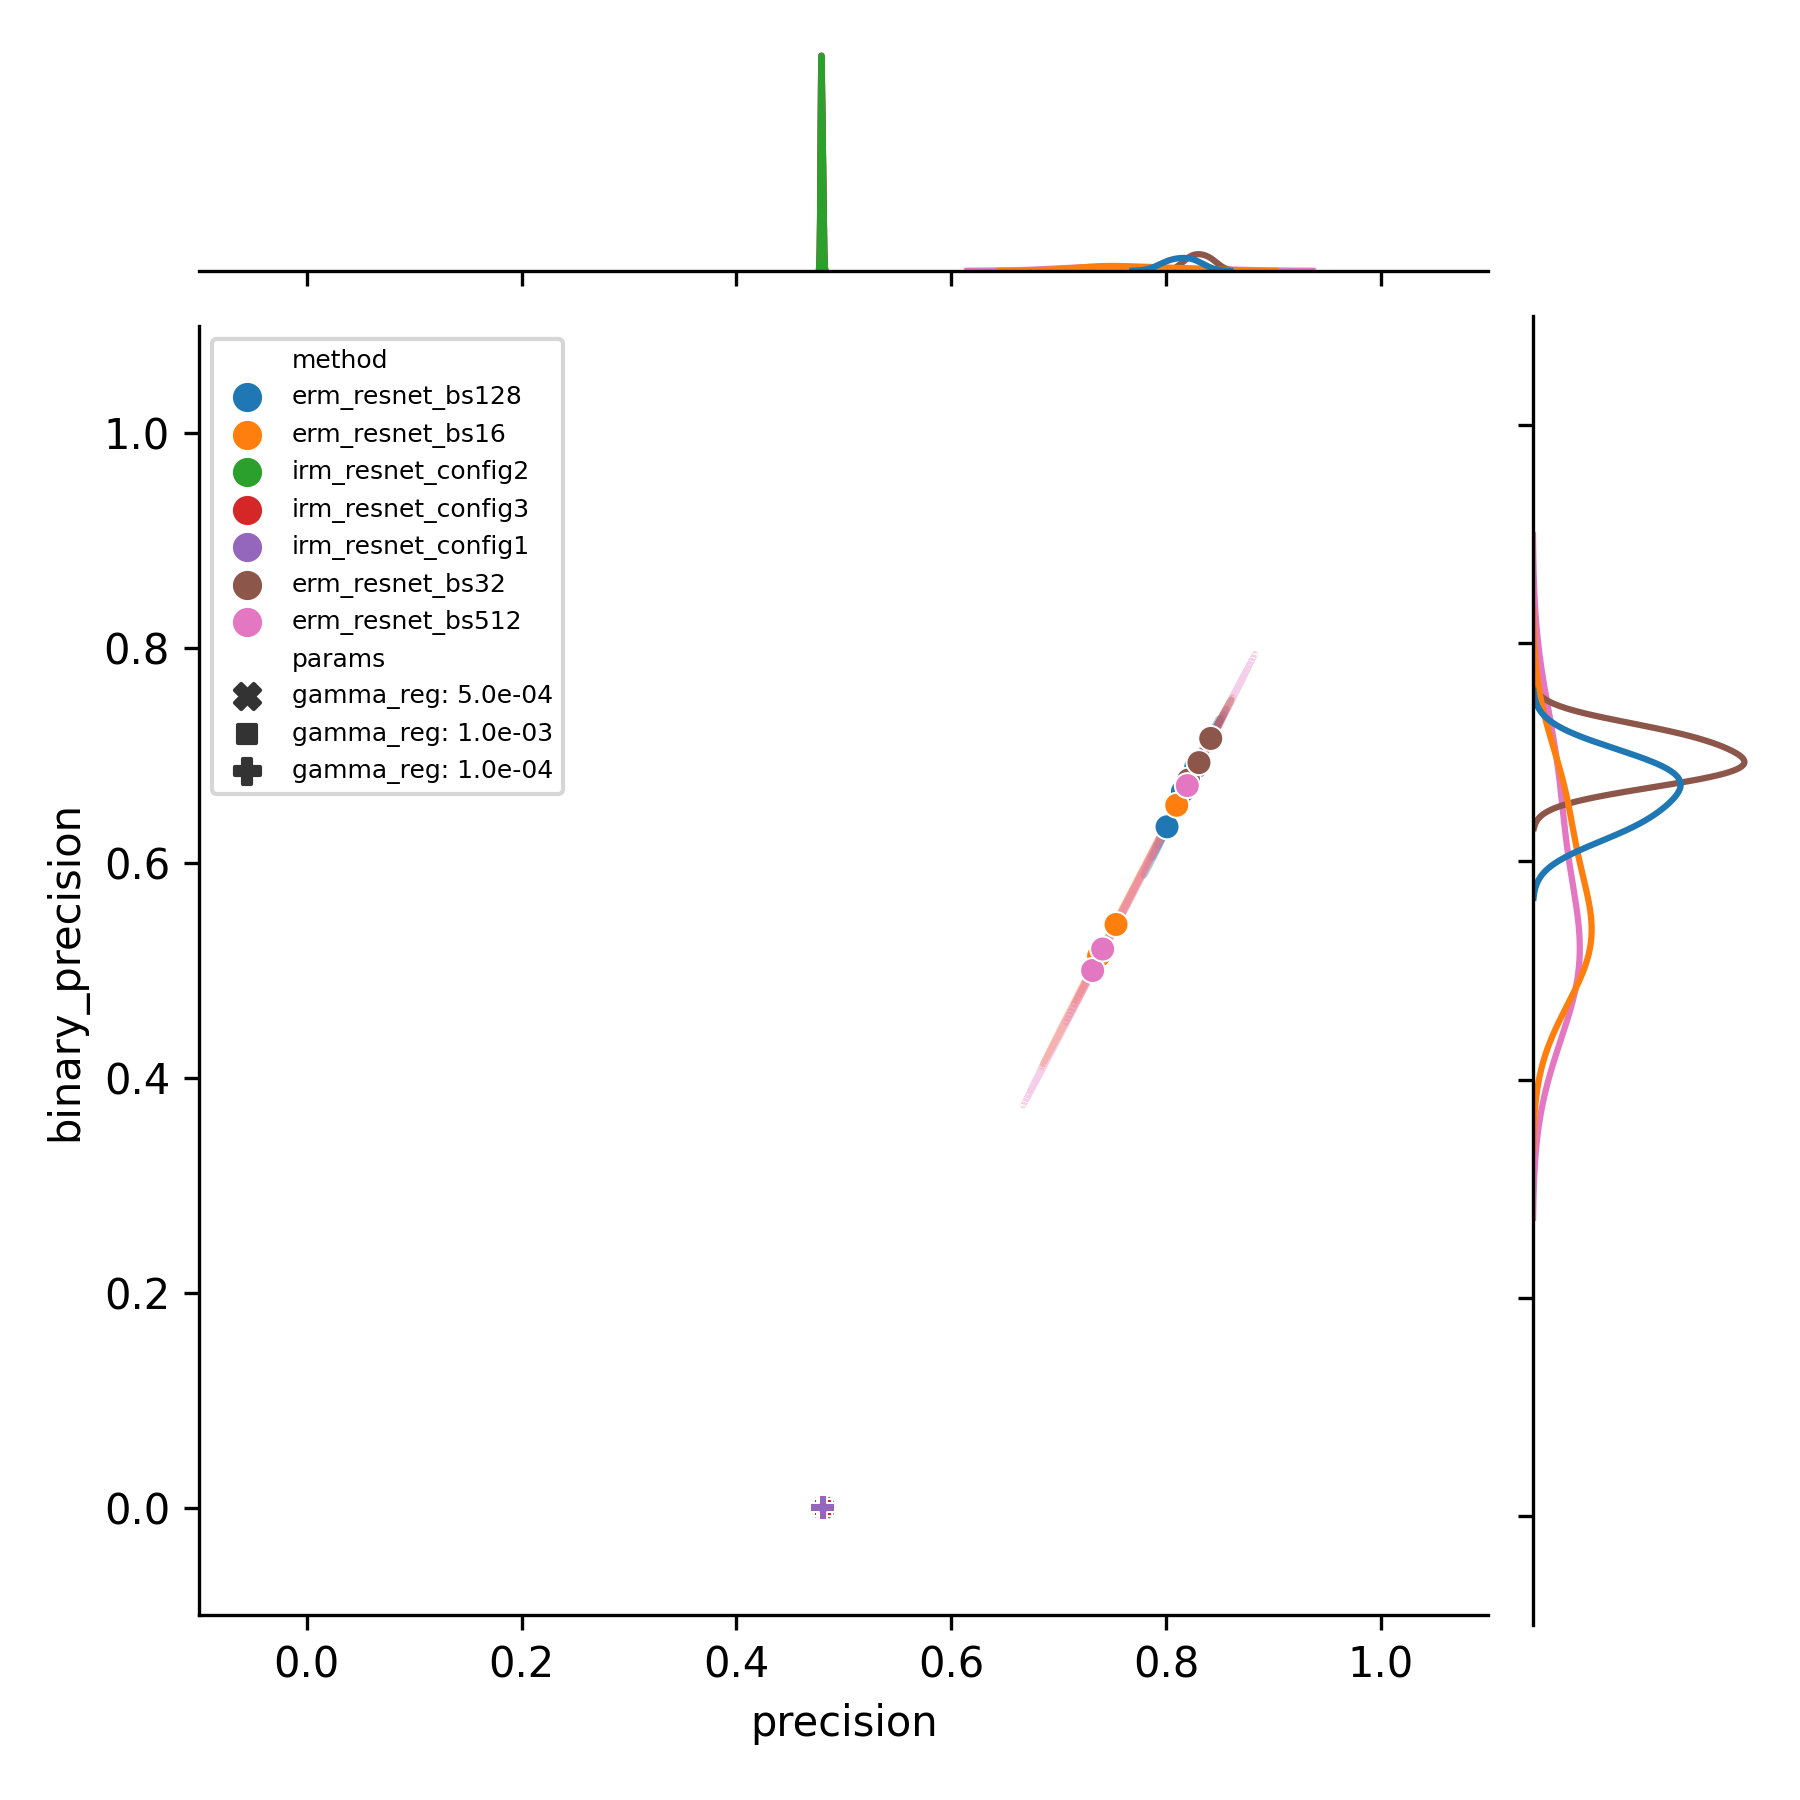 method
erm_resnet_bs128
erm_resnet_bs16
irm_resnet_config2
irm_resnet_config3
irm_resnet_config1
erm_resnet_bs32
erm_resnet_bs512
params
gamma_reg: 5.0e-04
gamma_reg: 1.0e-03
gamma_reg: 1.0e-04
1.0
0.8
0.6
0.4
0.2
0.0
binary_precision
0.0 0.2 0.4 0.6 0.8 1.0
precision